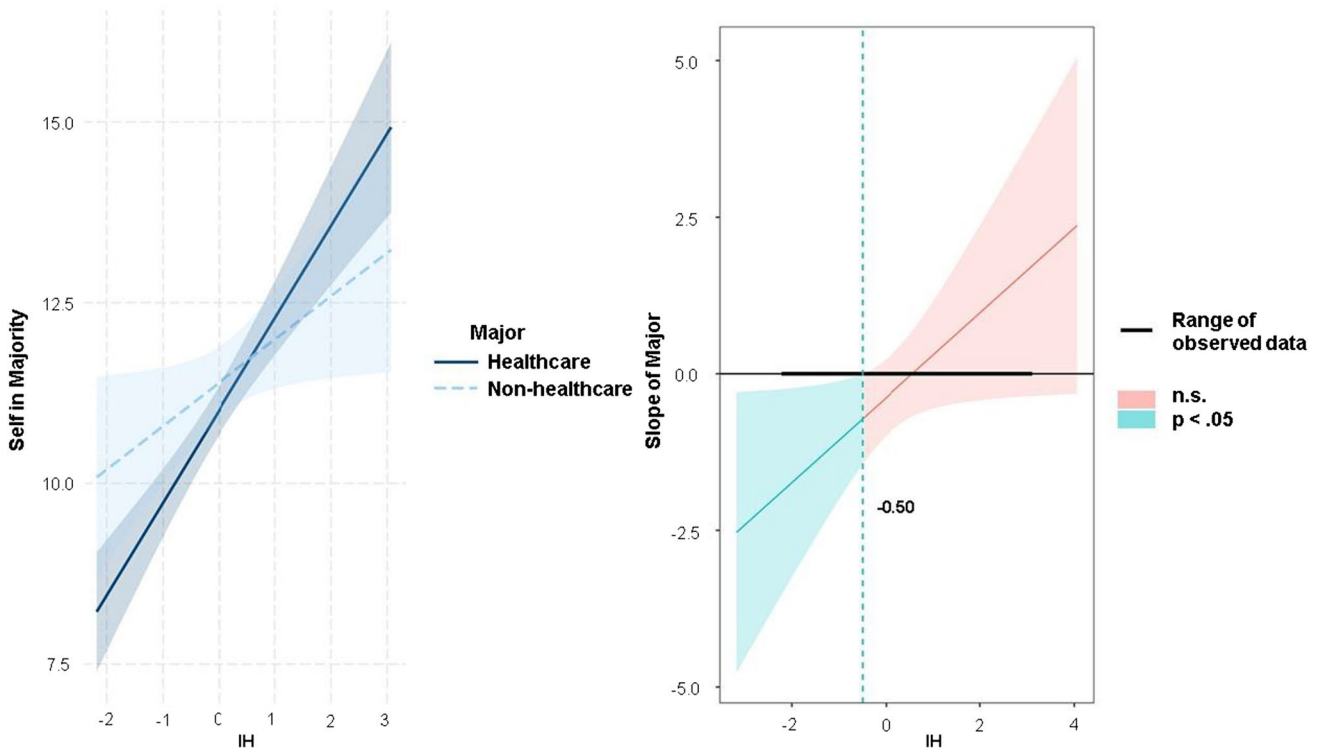 15.0
12.5
10.0
7.5
Self in Majority
-2 -1 0 1 2 3
IH
Major
Healthcare
Non-healthcare
5.0
2.5
0.0
-2.5
-5.0
Slope of Major
-0.50
-2 0 2 4
IH
Range of
observed data
n.s.
p < .05